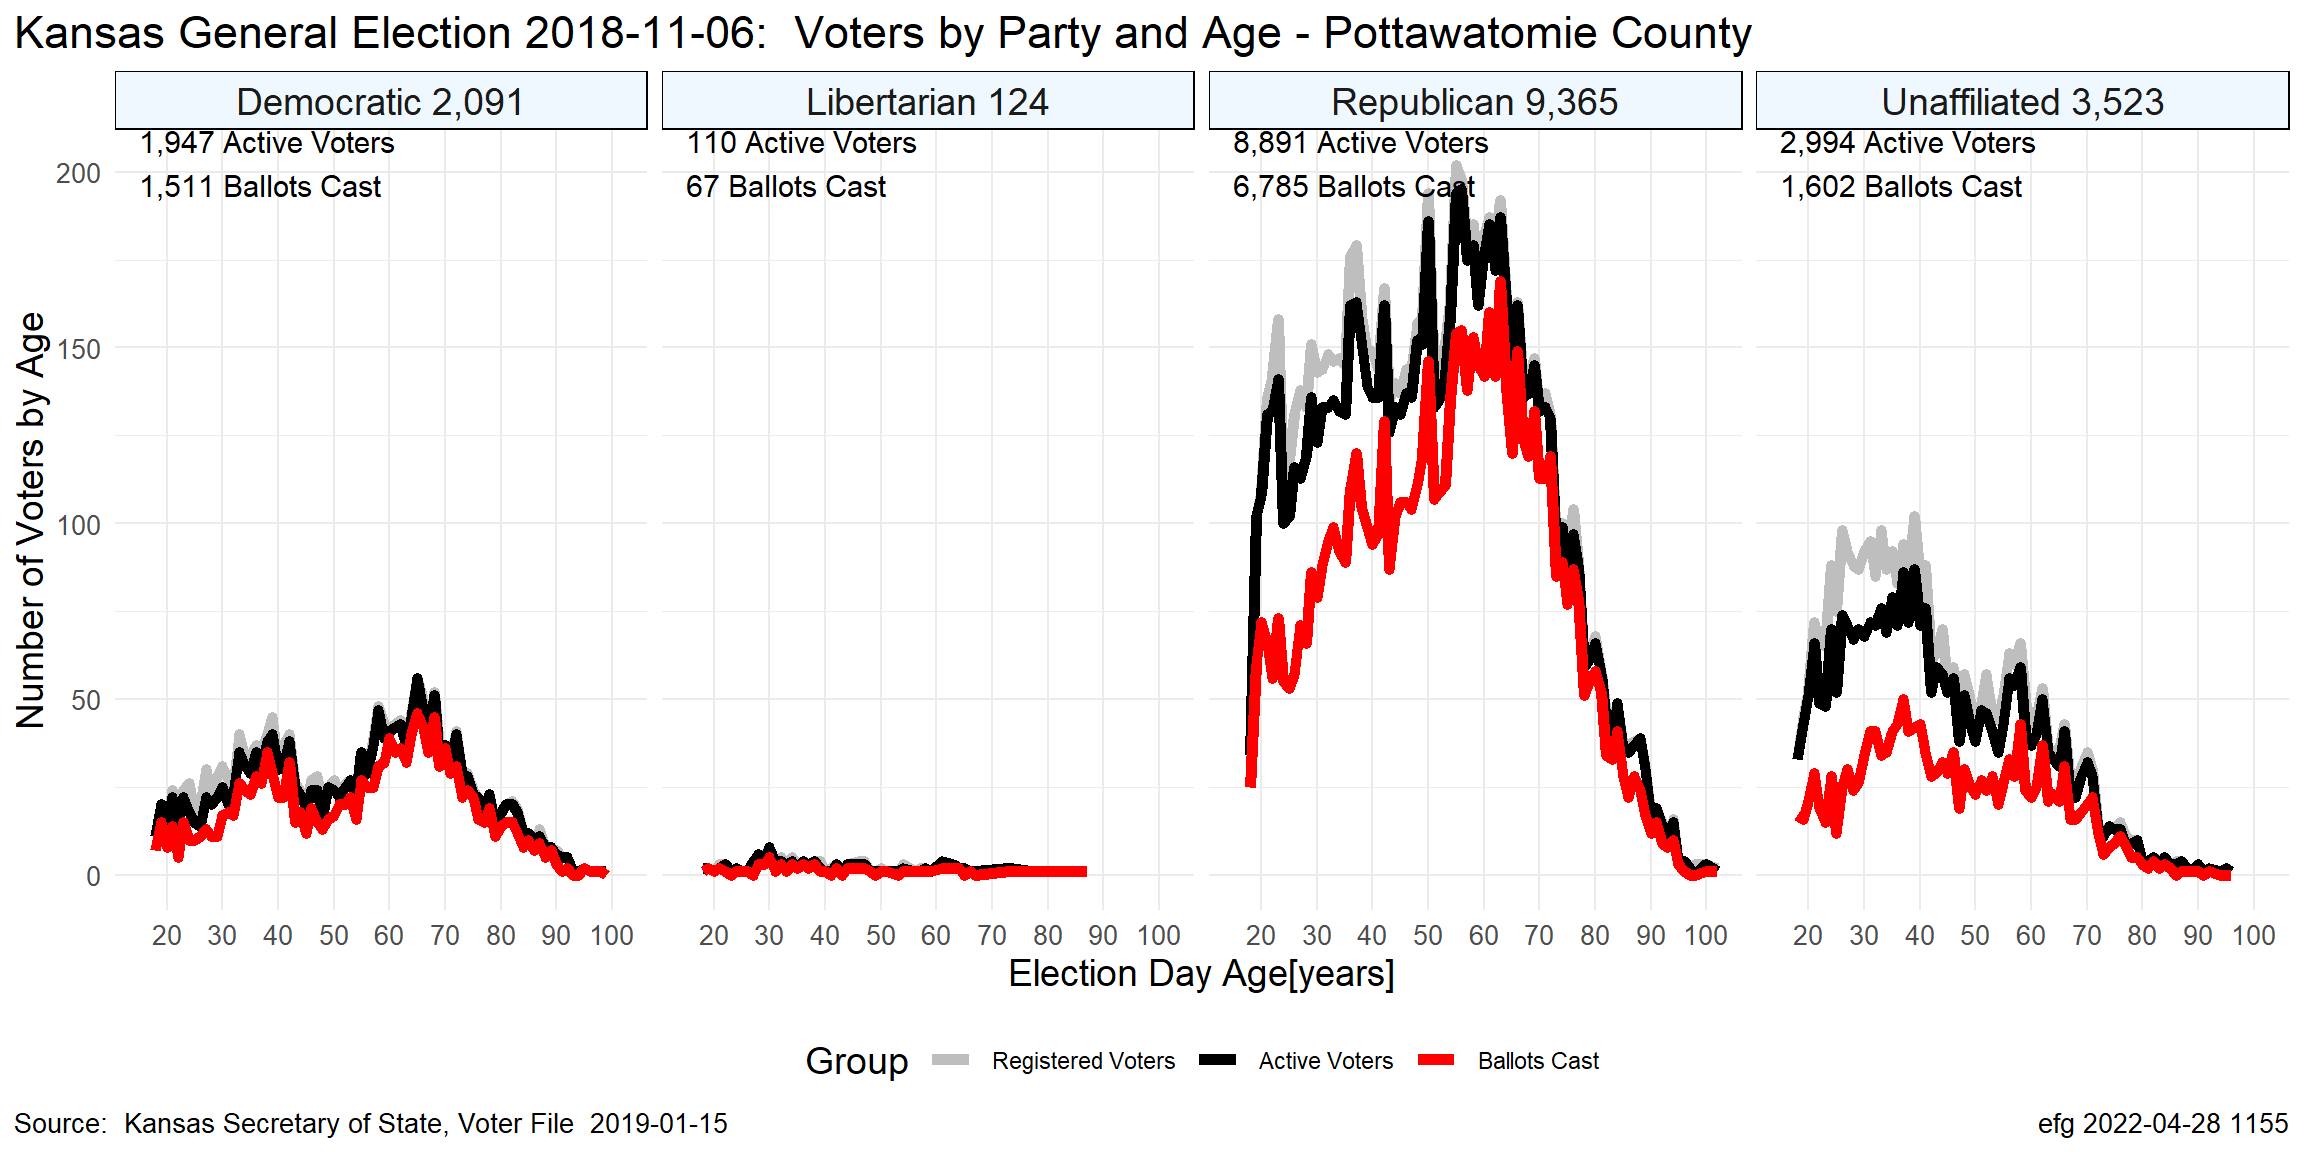 Kansas General Election 2018-11-06:  Voters by Party and Age - Pottawatomie County
Democratic 2,091
Libertarian 124
Republican 9,365
Unaffiliated 3,523
1,947 Active Voters
1,511 Ballots Cast
110 Active Voters
67 Ballots Cast
8,891 Active Voters
6,785 Ballots Cast
2,994 Active Voters
1,602 Ballots Cast
Number of Voters by Age
200
150
100
50
0
20 30 40 50 60 70 80 90 100
20 30 40 50 60 70 80 90 100
20 30 40 50 60 70 80 90 100
20 30 40 50 60 70 80 90 100
Election Day Age[years]
Group Registered Voters Active Voters Ballots Cast
Source:  Kansas Secretary of State, Voter File  2019-01-15
efg 2022-04-28 1155